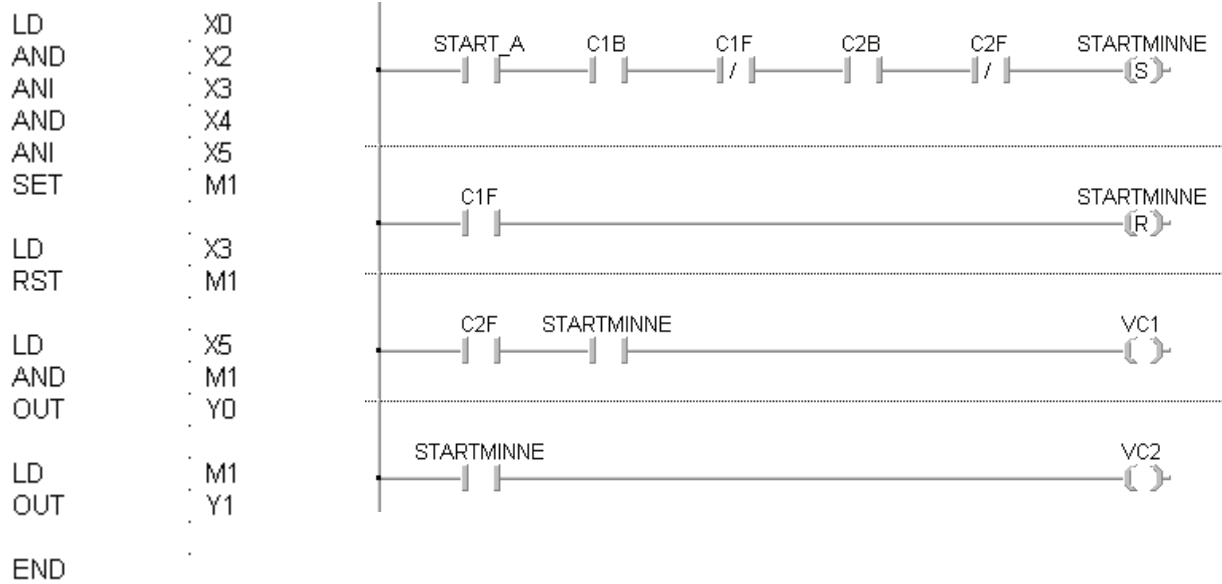 LD X0
AND X2
ANI X3
AND X4
ANI X5
SET M1
LD X3
RST M1
LD X5
AND M1
OUT Y0
LD M1
OUT Y1
END
START_A C1B C1F C2B C2F STARTMINNE
/ / S
C1F STARTMINNE
R
C2F STARTMINNE VC1
STARTMINNE VC2